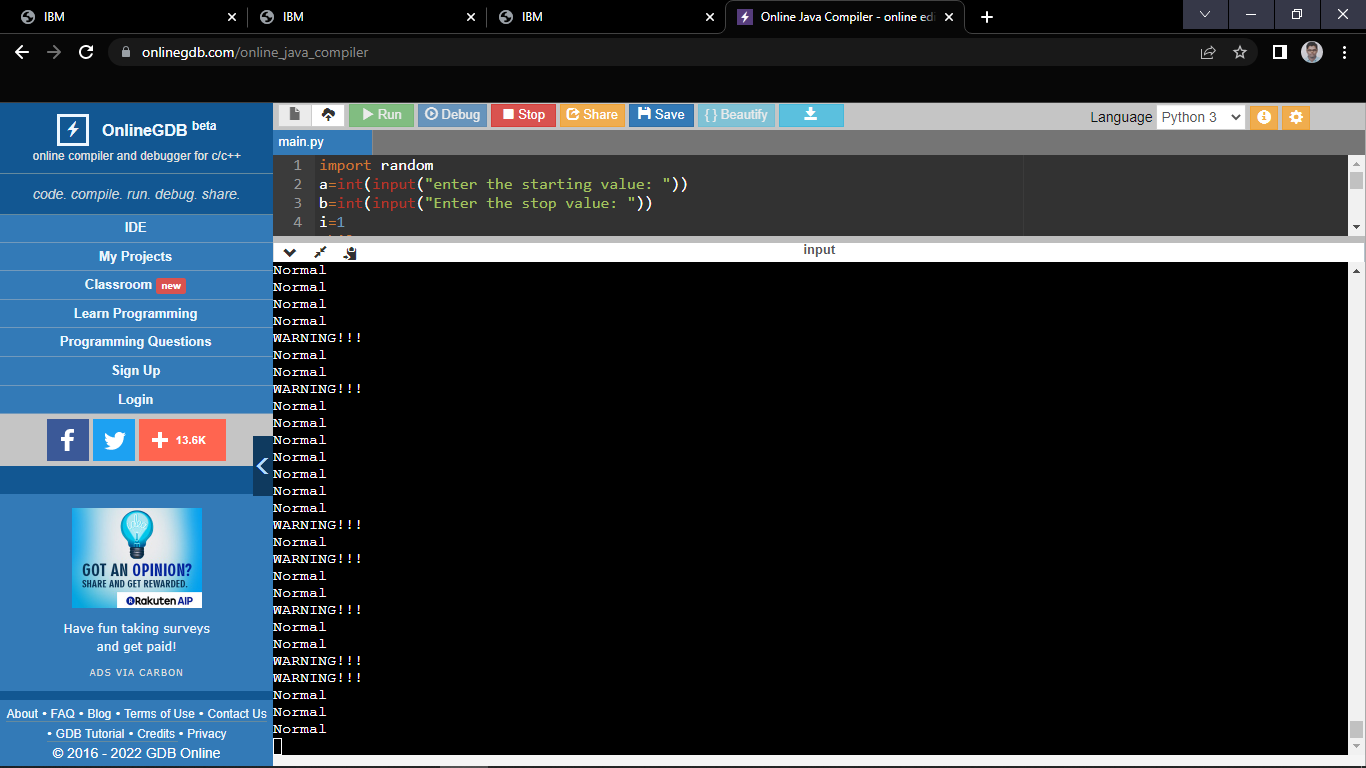 IBM
IBM
IBM
Online Java Compiler - online edi
onlinegdb.com/online_java_compiler
OnlineGDB beta
online compiler and debugger for c/c++
code. compile. run. debug. share.
IDE
My Projects
Classroom new
Learn Programming
Programming Questions
Sign Up
Login
13.6K
GOT AN OPINION?
SHARE AND GET REWARDED.
Rakuten AIP
Have fun taking surveys
and get paid!
ADS VIA CARBON
About • FAQ • Blog • Terms of Use • Contact Us
• GDB Tutorial • Credits • Privacy
© 2016 - 2022 GDB Online
Run Debug Stop Share Save { } Beautify
Language Python 3
main.py
1 import random
2 a=int(input("enter the starting value: "))
3 b=int(input("Enter the stop value: "))
4 i=1
input
Normal
Normal
Normal
Normal
WARNING!!!
Normal
Normal
WARNING!!!
Normal
Normal
Normal
Normal
Normal
Normal
Normal
WARNING!!!
Normal
WARNING!!!
Normal
Normal
WARNING!!!
Normal
Normal
WARNING!!!
WARNING!!!
Normal
Normal
Normal